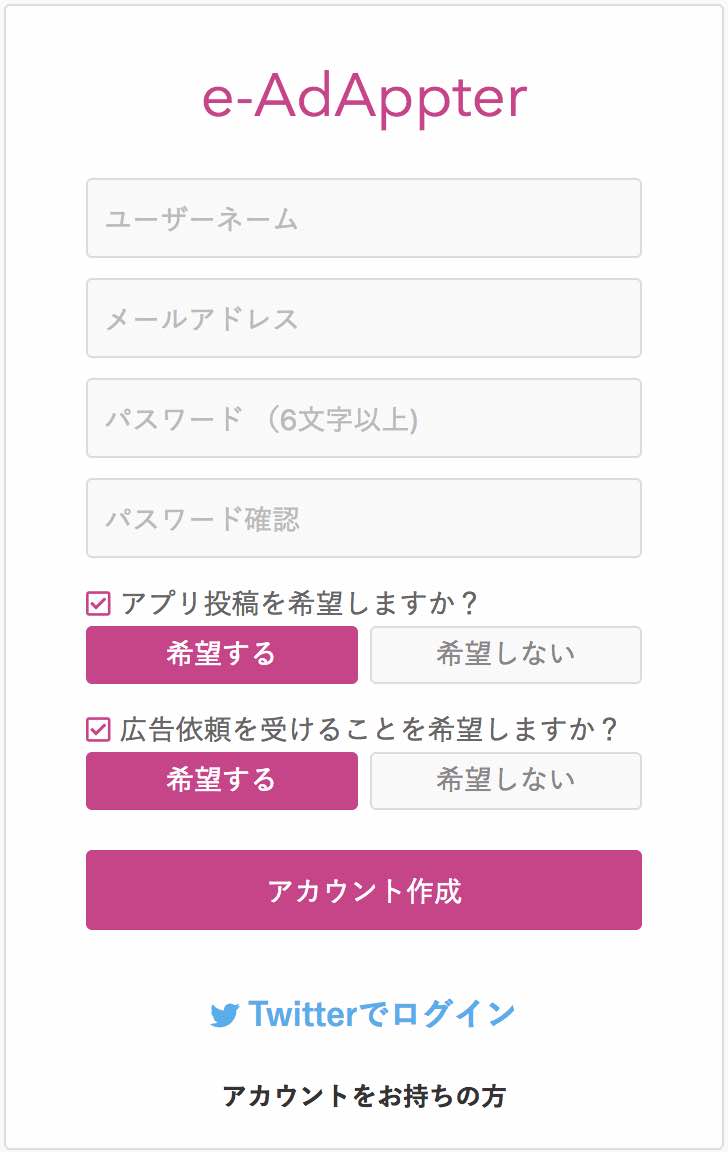 e-AdAppter
ユーザーネーム
メールアドレス
パスワード （6文字以上)
パスワード確認
アプリ投稿を希望しますか？
希望する 希望しない
広告依頼を受けることを希望しますか？
希望する 希望しない
アカウント作成
Twitterでログイン
アカウントをお持ちの方